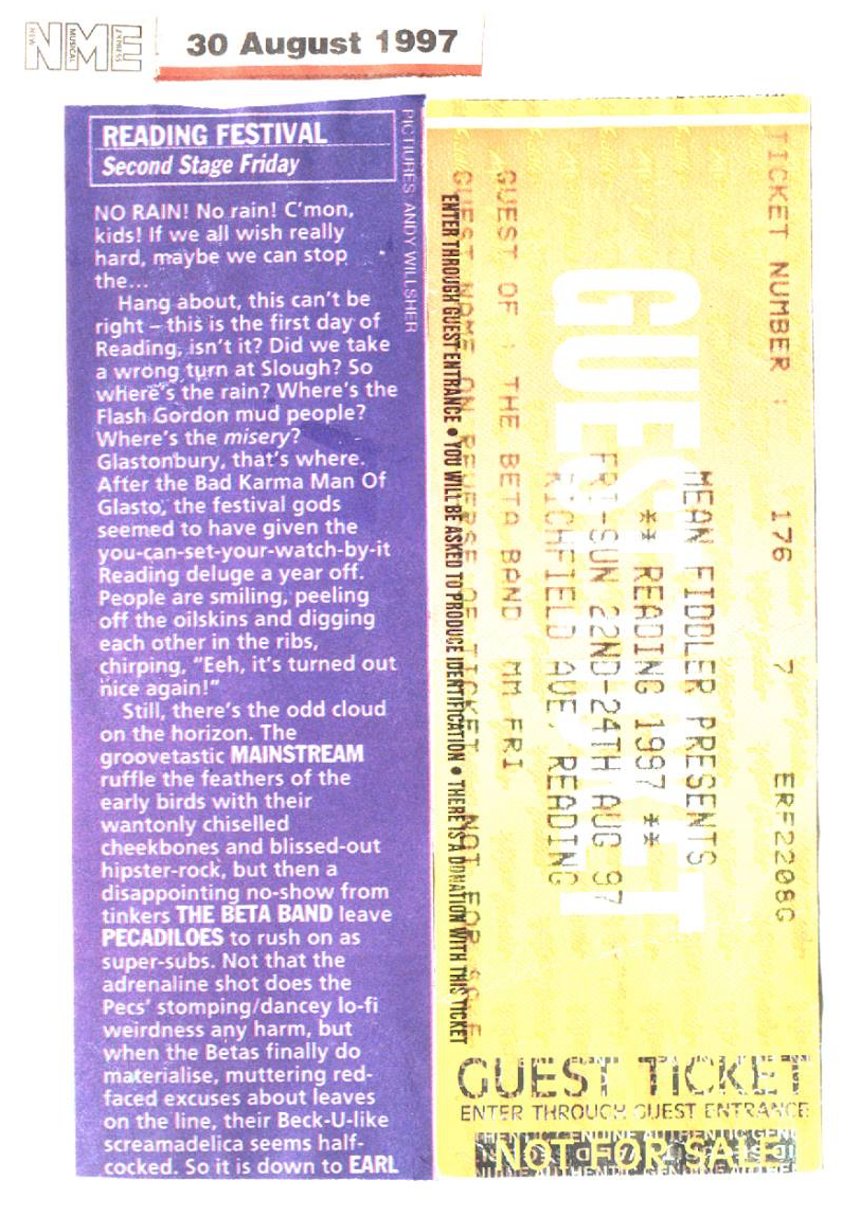 NME
NEW
MUSICAL
EXPRESS
30 August 1997
READING FESTIVAL
Second Stage Friday
PICTIURES ANDY WILLSHER
NO RAIN! No rain! C'mon,
kids! If we all wish really
hard, maybe we can stop
the...
Hang about, this can't be
right – this is the first day of
Reading, isn't it? Did we take
a wrong turn at Slough? So
where's the rain? Where's the
Flash Gordon mud people?
Where's the misery?
Glastonbury, that's where.
After the Bad Karma Man Of
Glasto, the festival gods
seemed to have given the
you-can-set-your-watch-by-it
Reading deluge a year off.
People are smiling, peeling
off the oilskins and digging
each other in the ribs,
chirping, "Eeh, it's turned out
nice again!"
Still, there's the odd cloud
on the horizon. The
groovetastic MAINSTREAM
ruffle the feathers of the
early birds with their
wantonly chiselled
cheekbones and blissed-out
hipster-rock, but then a
disappointing no-show from
tinkers THE BETA BAND leave
PECADILOES to rush on as
super-subs. Not that the
adrenaline shot does the
Pecs' stomping/dancey lo-fi
weirdness any harm, but
when the Betas finally do
materialise, muttering red-
faced excuses about leaves
on the line, their Beck-U-like
screamadelica seems half-
cocked. So it is down to EARL
TICKET NUMBER : 176 7 ERF2208G
GUEST TICKET
MEAN FIDDLER PRESENTS
** READING 1997 **
FRI-SUN 22ND-24TH AUG 97
RICHFIELD AVE, READING
GUEST OF : THE BETA BAND MM FRI
GUEST NAME ON REVERSE OF TICKET NOT FOR SALE
ENTER THROUGH GUEST ENTRANCE • YOU WILL BE ASKED TO PRODUCE IDENTIFICATION • THERE IS A DONATION WITH THIS TICKET
GUEST TICKET
ENTER THROUGH GUEST ENTRANCE
NOT FOR SALE